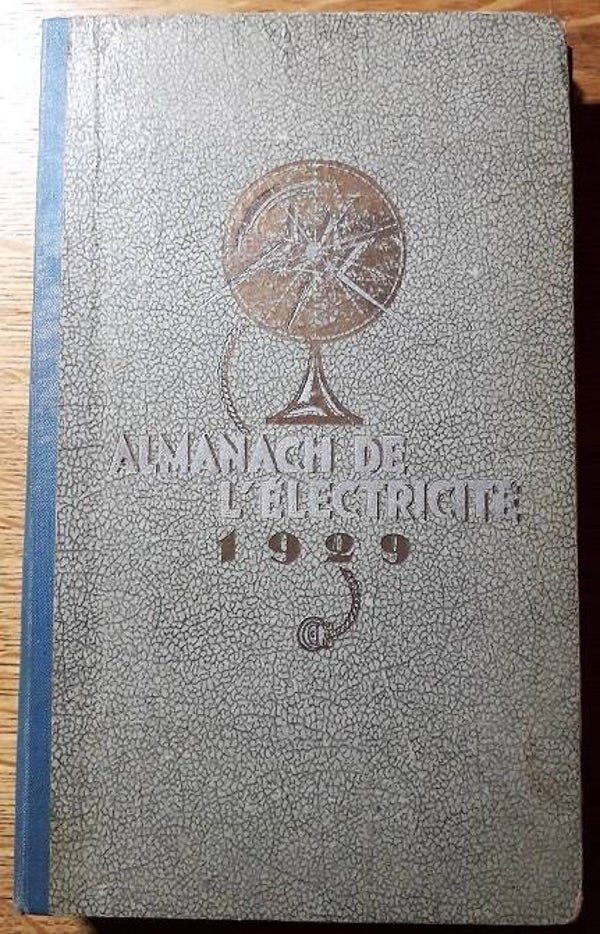 ALMANACH DE
L'ÉLECTRICITÉ
1929